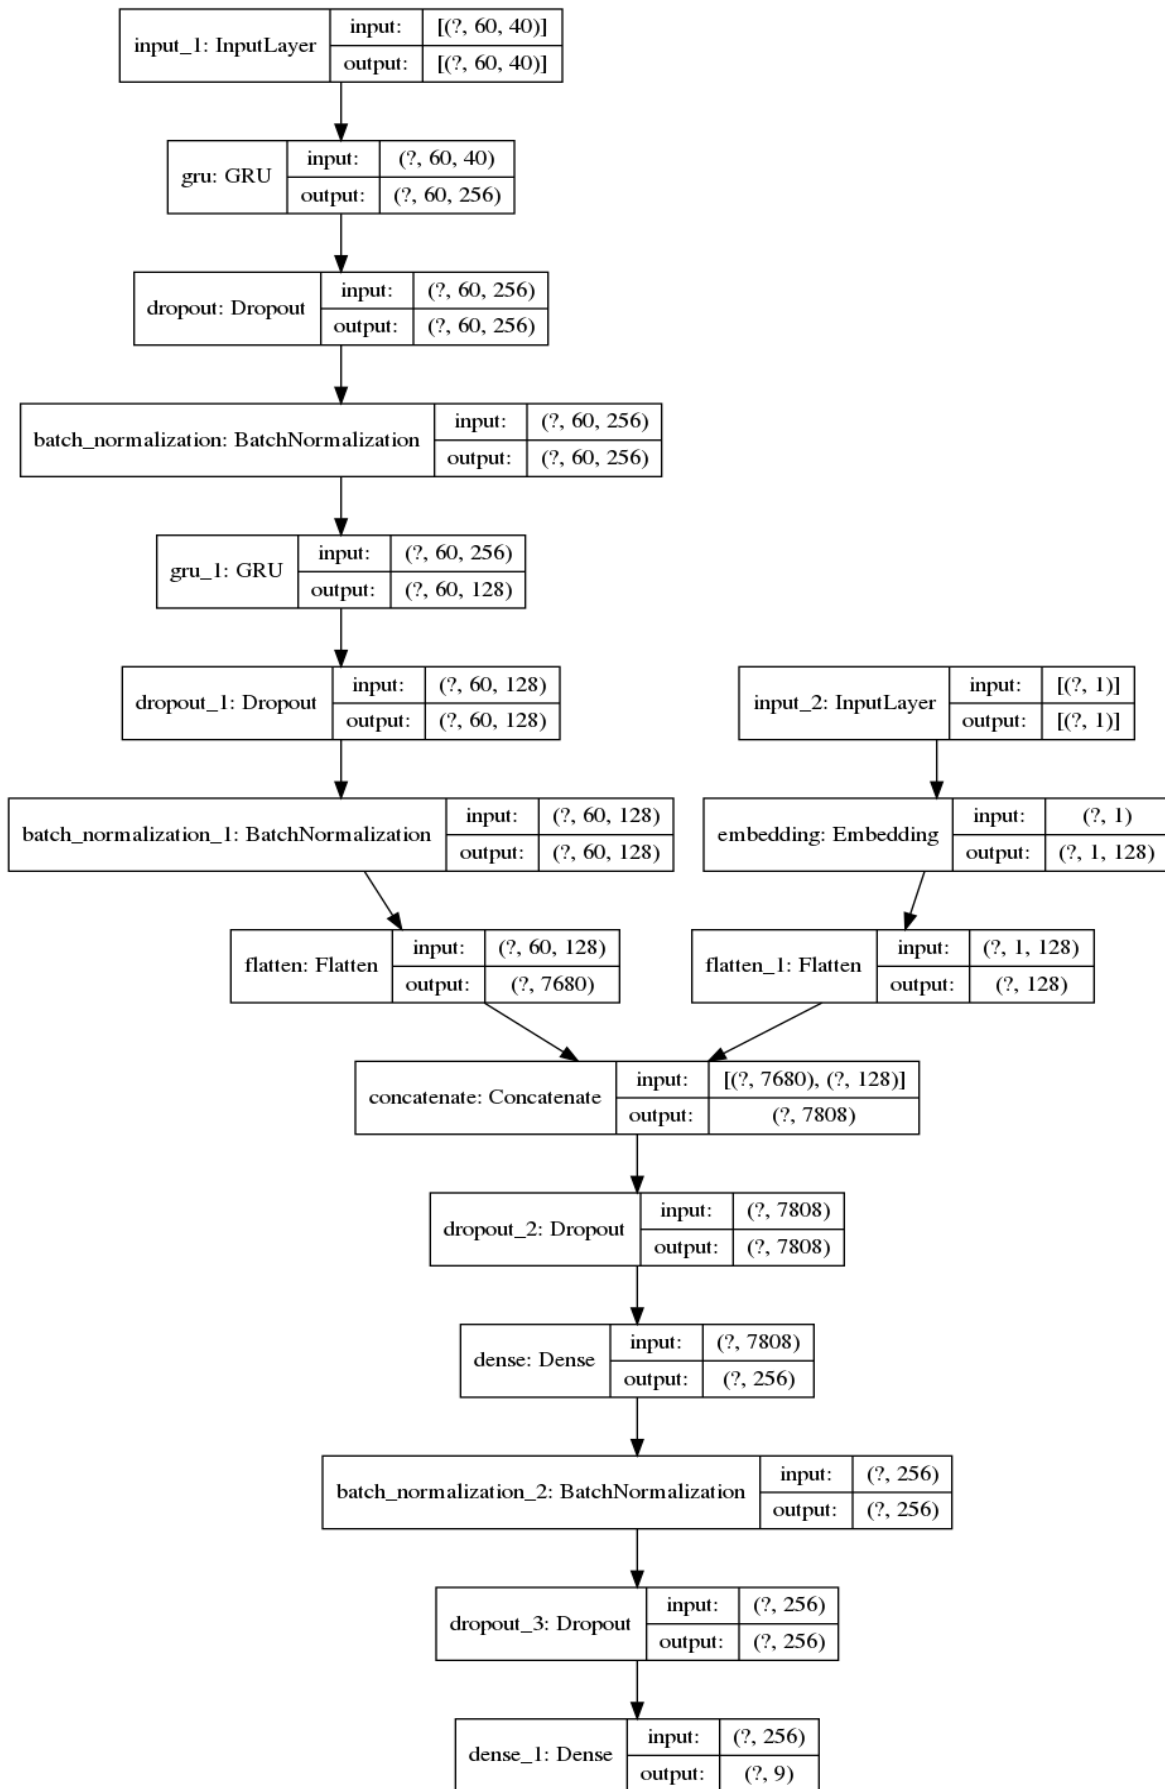 input_1: InputLayer
input: [(?, 60, 40)]
output: [(?, 60, 40)]
gru: GRU
input: (?, 60, 40)
output: (?, 60, 256)
dropout: Dropout
input: (?, 60, 256)
output: (?, 60, 256)
batch_normalization: BatchNormalization
input: (?, 60, 256)
output: (?, 60, 256)
gru_1: GRU
input: (?, 60, 256)
output: (?, 60, 128)
dropout_1: Dropout
input: (?, 60, 128)
output: (?, 60, 128)
input_2: InputLayer
input: [(?, 1)]
output: [(?, 1)]
batch_normalization_1: BatchNormalization
input: (?, 60, 128)
output: (?, 60, 128)
embedding: Embedding
input: (?, 1)
output: (?, 1, 128)
flatten: Flatten
input: (?, 60, 128)
output: (?, 7680)
flatten_1: Flatten
input: (?, 1, 128)
output: (?, 128)
concatenate: Concatenate
input: [(?, 7680), (?, 128)]
output: (?, 7808)
dropout_2: Dropout
input: (?, 7808)
output: (?, 7808)
dense: Dense
input: (?, 7808)
output: (?, 256)
batch_normalization_2: BatchNormalization
input: (?, 256)
output: (?, 256)
dropout_3: Dropout
input: (?, 256)
output: (?, 256)
dense_1: Dense
input: (?, 256)
output: (?, 9)